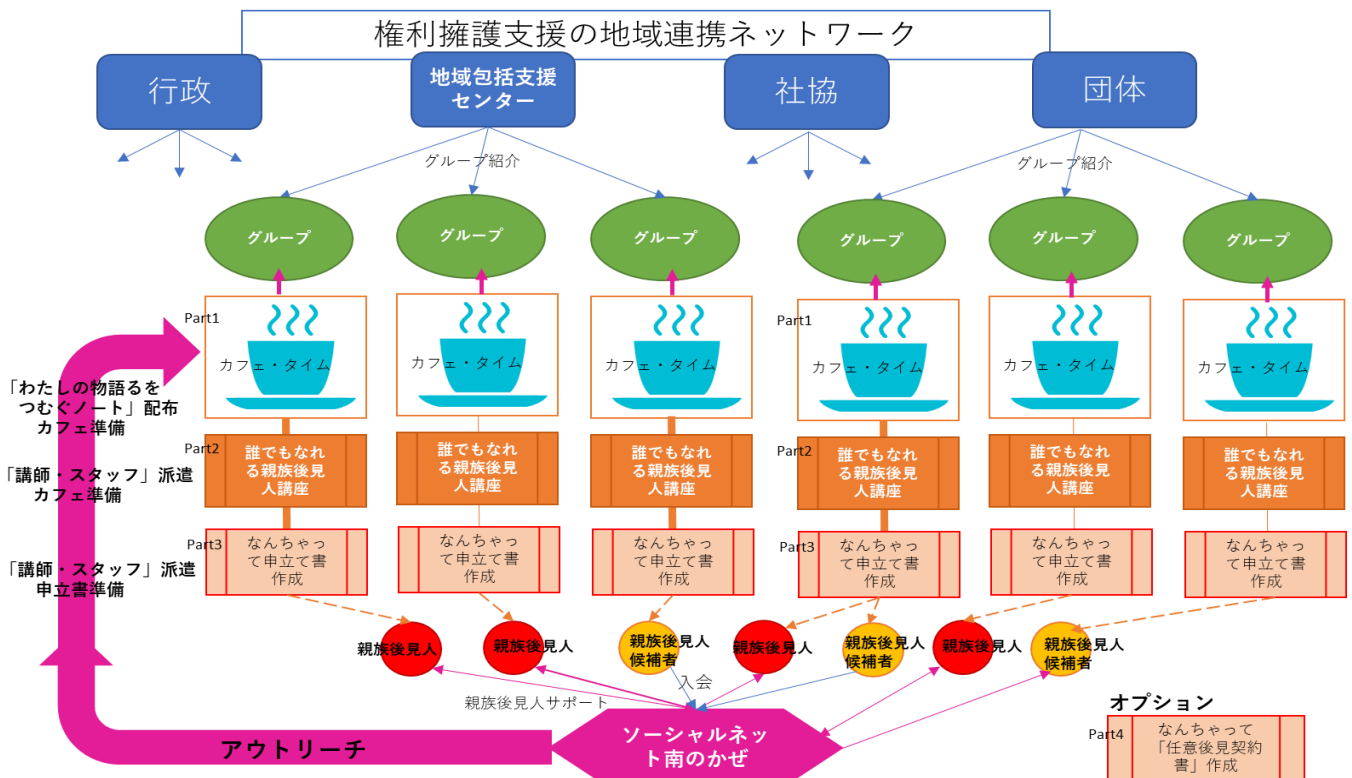 権利擁護支援の地域連携ネットワーク
行政
地域包括支援
センター
社協
団体
グループ紹介
グループ紹介
グループ
グループ
グループ
グループ
グループ
グループ
Part1
カフェ・タイム
カフェ・タイム
カフェ・タイム
Part1
カフェ・タイム
カフェ・タイム
カフェ・タイム
「わたしの物語るを
つむぐノート」配布
カフェ準備
Part2
誰でもなれ
る親族後見
人講座
誰でもなれ
る親族後見
人講座
誰でもなれ
る親族後見
人講座
Part2
誰でもなれ
る親族後見
人講座
誰でもなれ
る親族後見
人講座
誰でもなれ
る親族後見
人講座
「講師・スタッフ」派遣
カフェ準備
Part3
なんちゃっ
て申立て書
作成
なんちゃっ
て申立て書
作成
なんちゃっ
て申立て書
作成
Part3
なんちゃっ
て申立て書
作成
なんちゃっ
て申立て書
作成
なんちゃっ
て申立て書
作成
「講師・スタッフ」派遣
申立書準備
親族後見人
親族後見人
親族後見人
候補者
親族後見人
親族後見人
候補者
親族後見人
親族後見人
候補者
入会
親族後見人サポート
アウトリーチ
ソーシャルネッ
ト南のかぜ
オプション
Part4
なんちゃって
「任意後見契約
書」作成